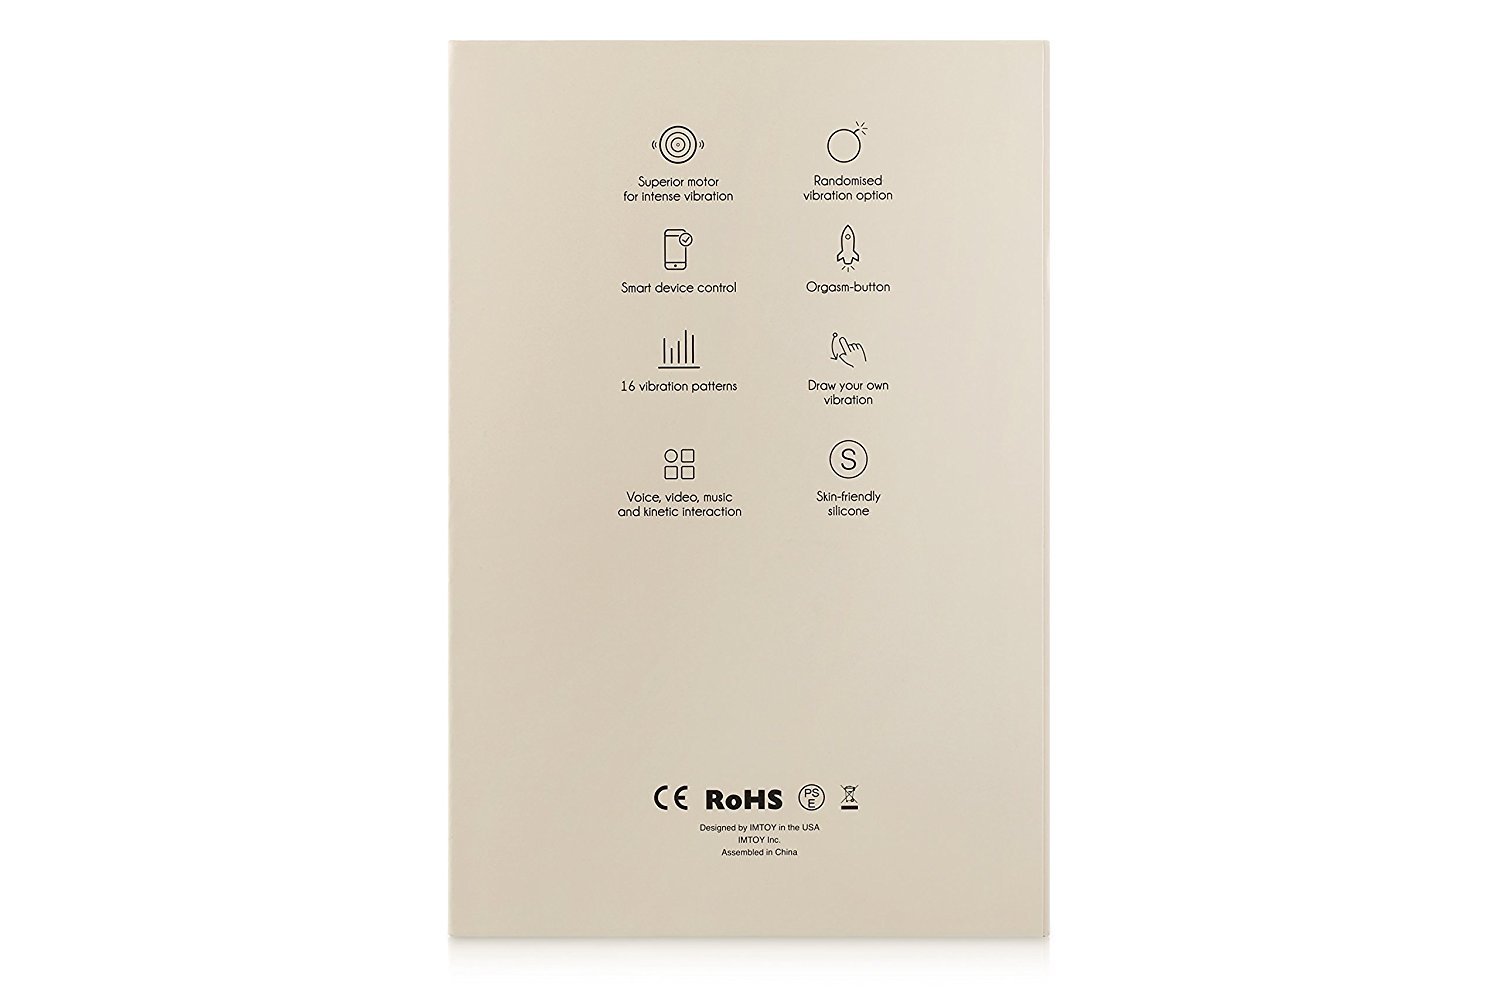 Superior motor
for intense vibration
Randomised
vibration option
Smart device control
Orgasm-button
16 vibration patterns
Draw your own
vibration
S
Voice, video, music
and kinetic interaction
Skin-friendly
silicone
CE RoHS PS
E
Designed by IMTOY in the USA
IMTOY Inc.
Assembled in China